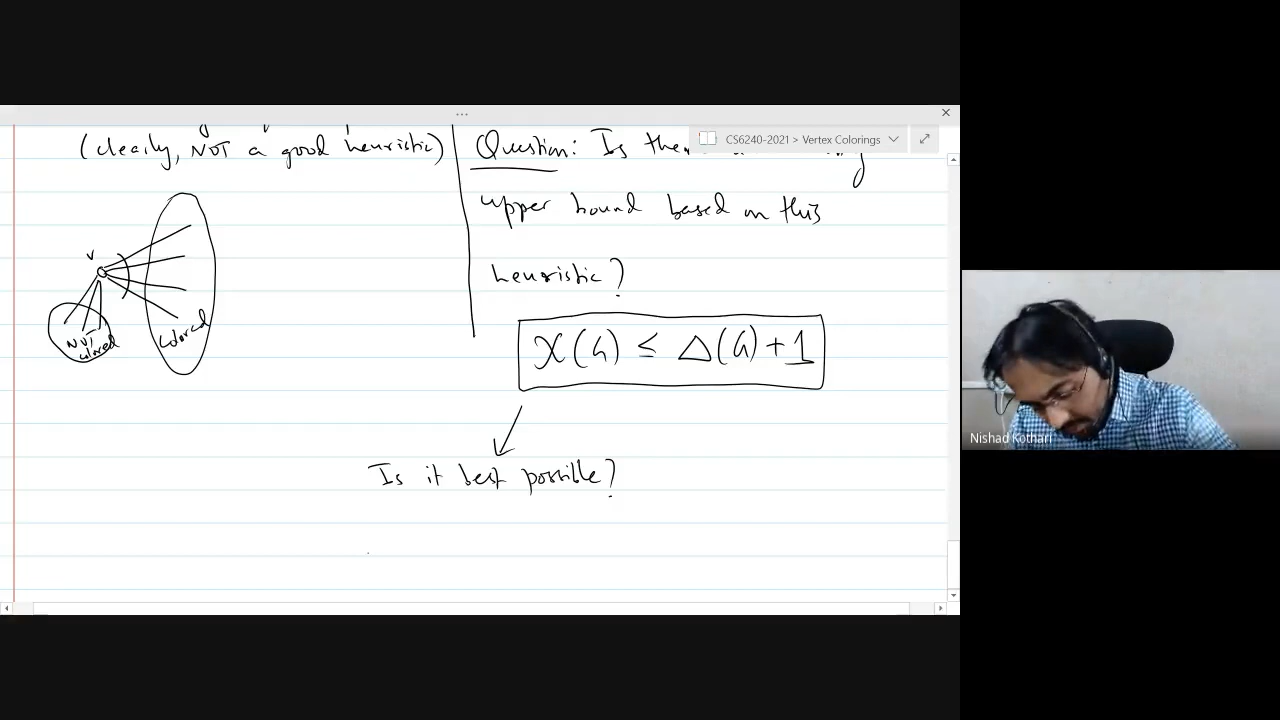 CS6240-2021 > Vertex Colorings
(clearly, NOT a good heuristic)
v
NOT colored
colored
Question: Is
upper bound based on this
heuristic?
χ(G) ≤ Δ(G)+1
Is it best possible?
Nishad Kothari